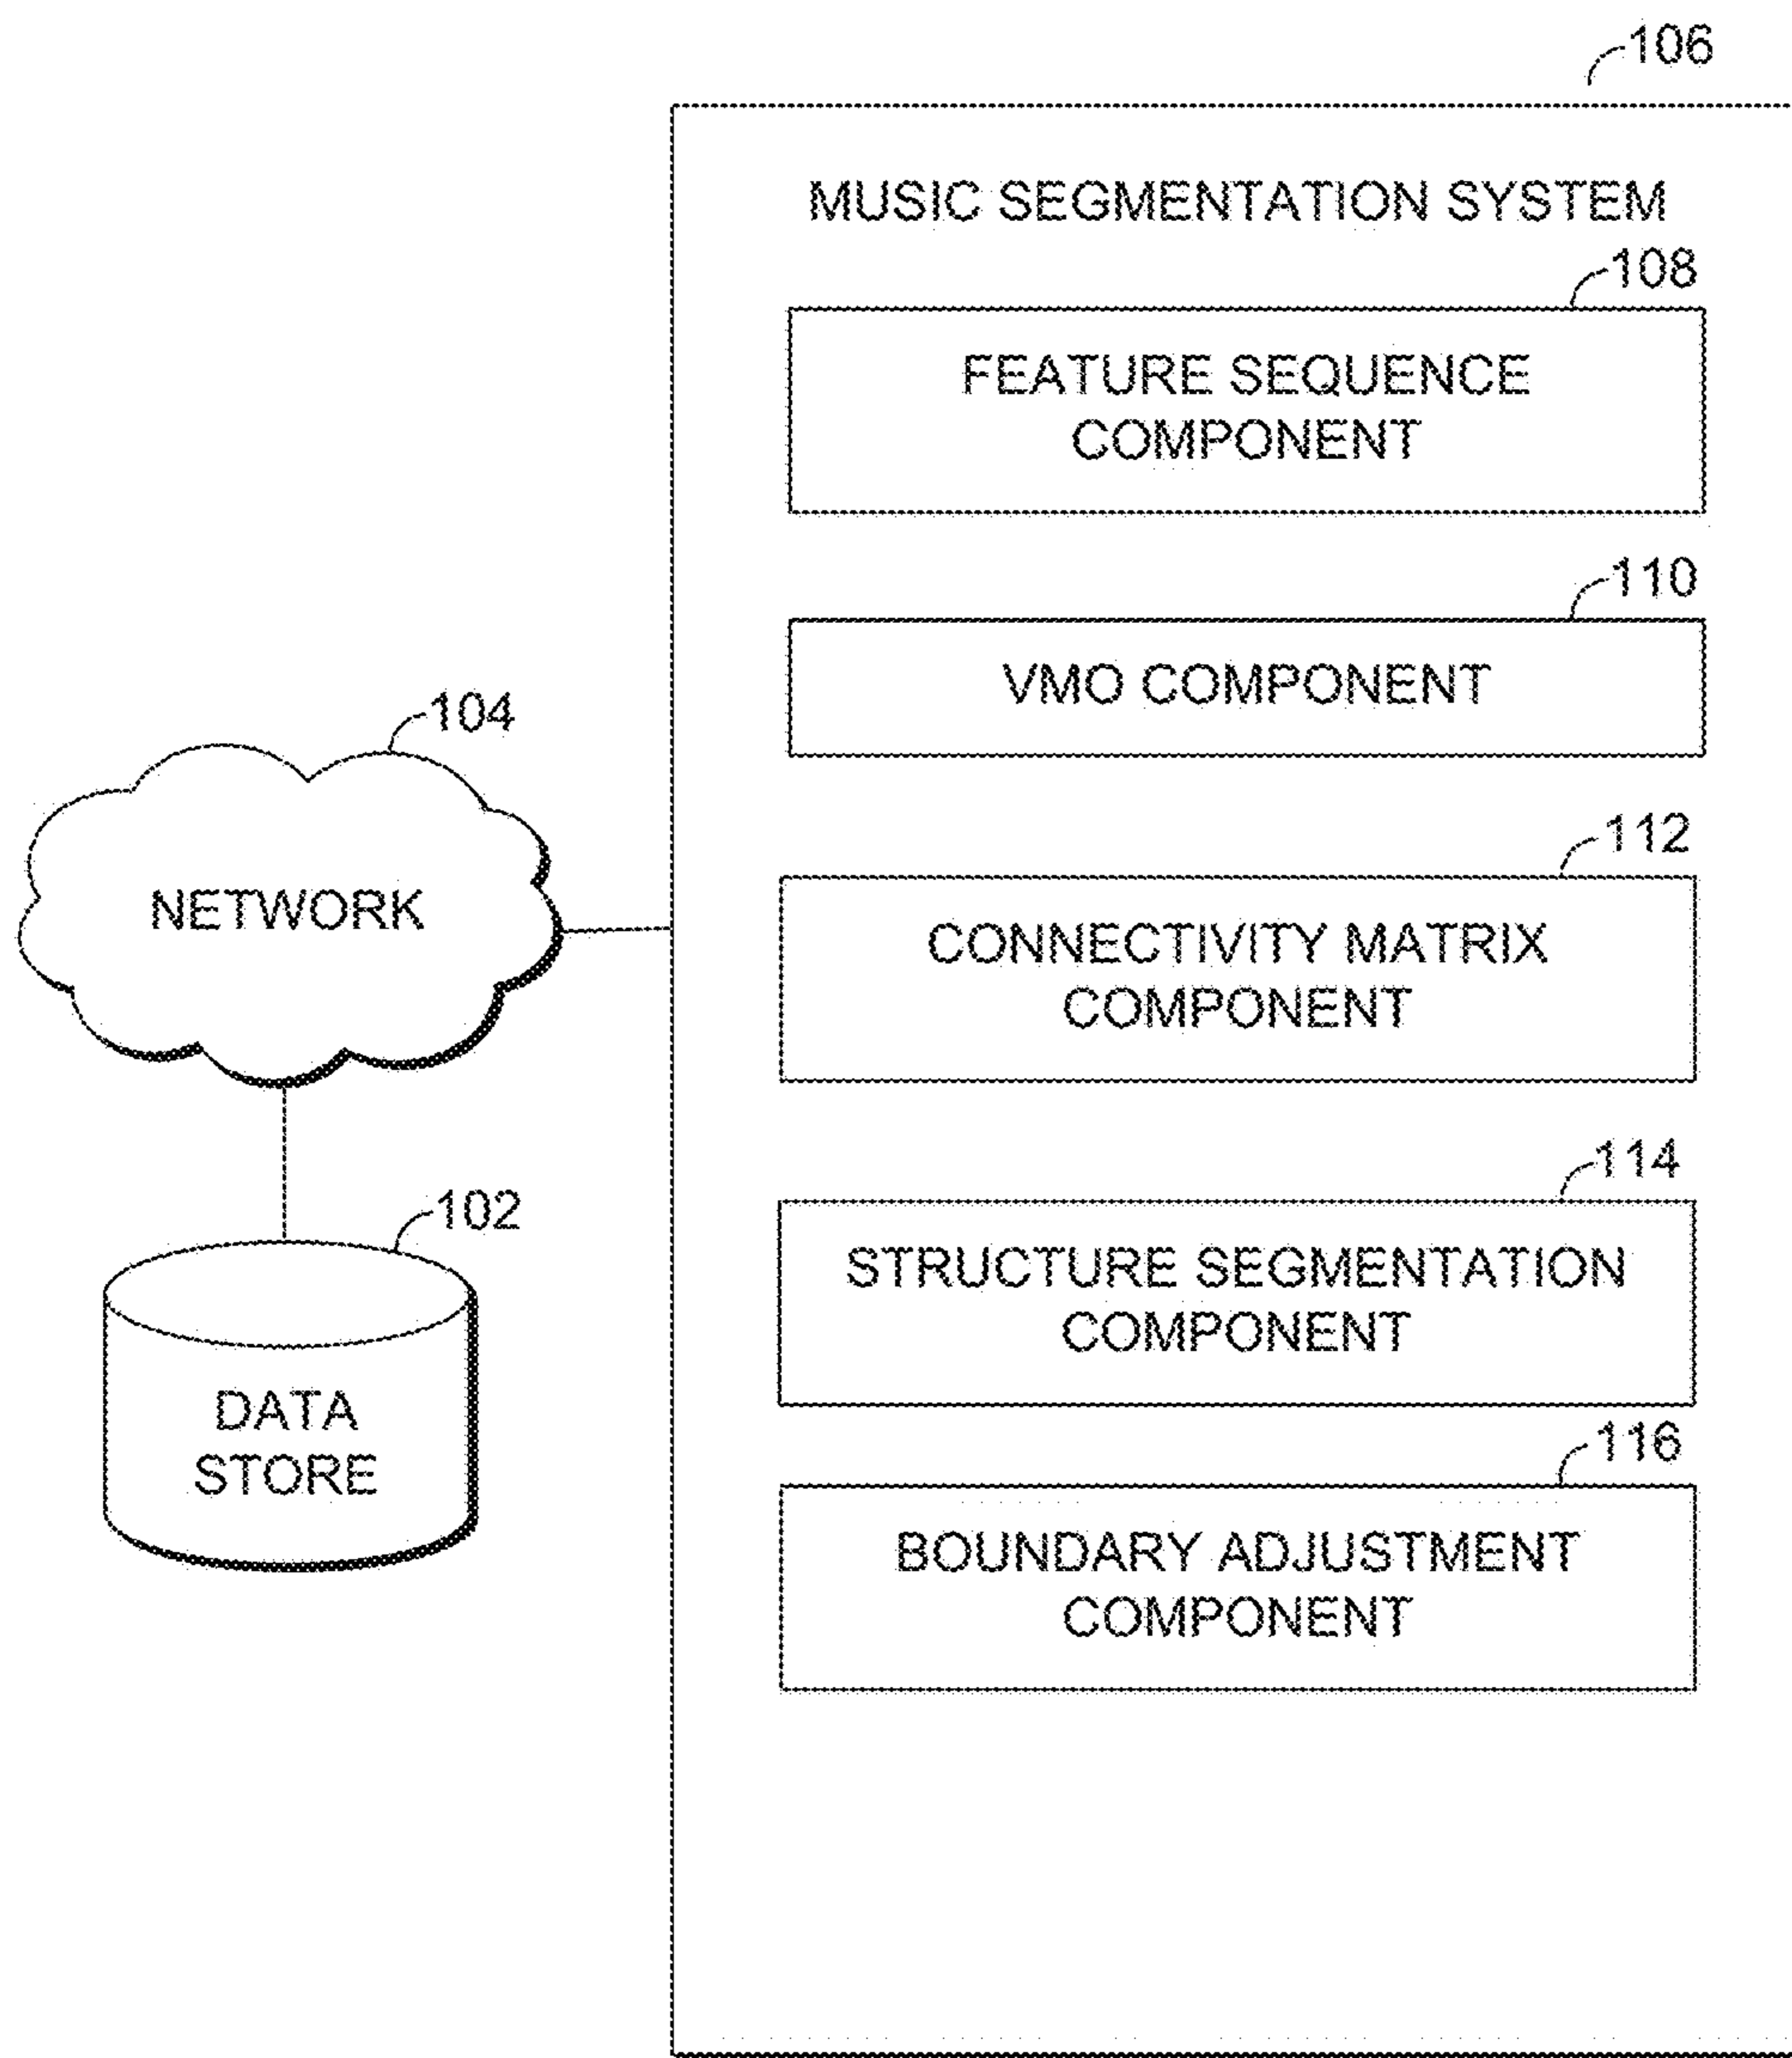 106
MUSIC SEGMENTATION SYSTEM
108
FEATURE SEQUENCE
COMPONENT
110
VMO COMPONENT
104
NETWORK
112
CONNECTIVITY MATRIX
COMPONENT
114
STRUCTURE SEGMENTATION
COMPONENT
102
DATA
STORE
116
BOUNDARY ADJUSTMENT
COMPONENT